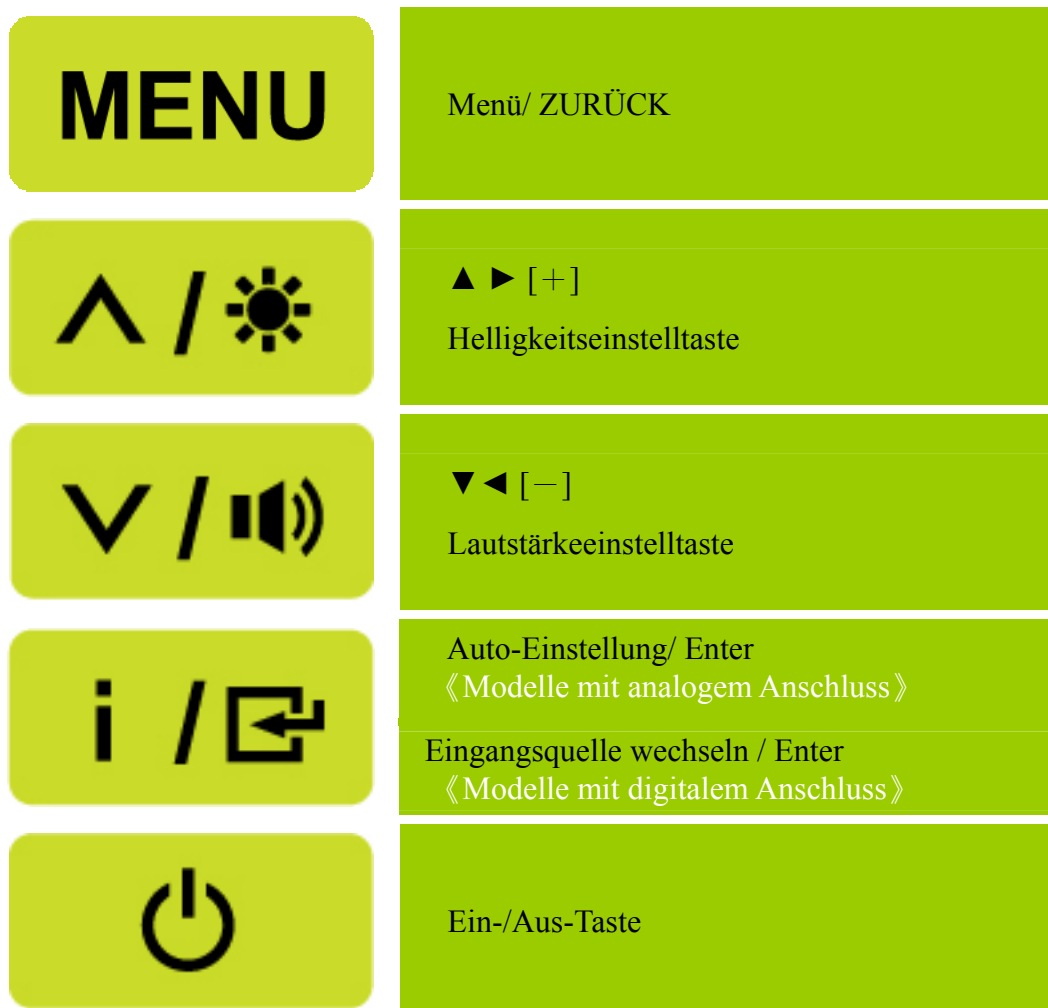 MENU
Menü/ ZURÜCK
∧ /
▲ ► [＋]
Helligkeitseinstelltaste
∨ /
▼◄ [－]
Lautstärkeeinstelltaste
i /
Auto-Einstellung/ Enter
《Modelle mit analogem Anschluss》
Eingangsquelle wechseln / Enter
《Modelle mit digitalem Anschluss》
Ein-/Aus-Taste